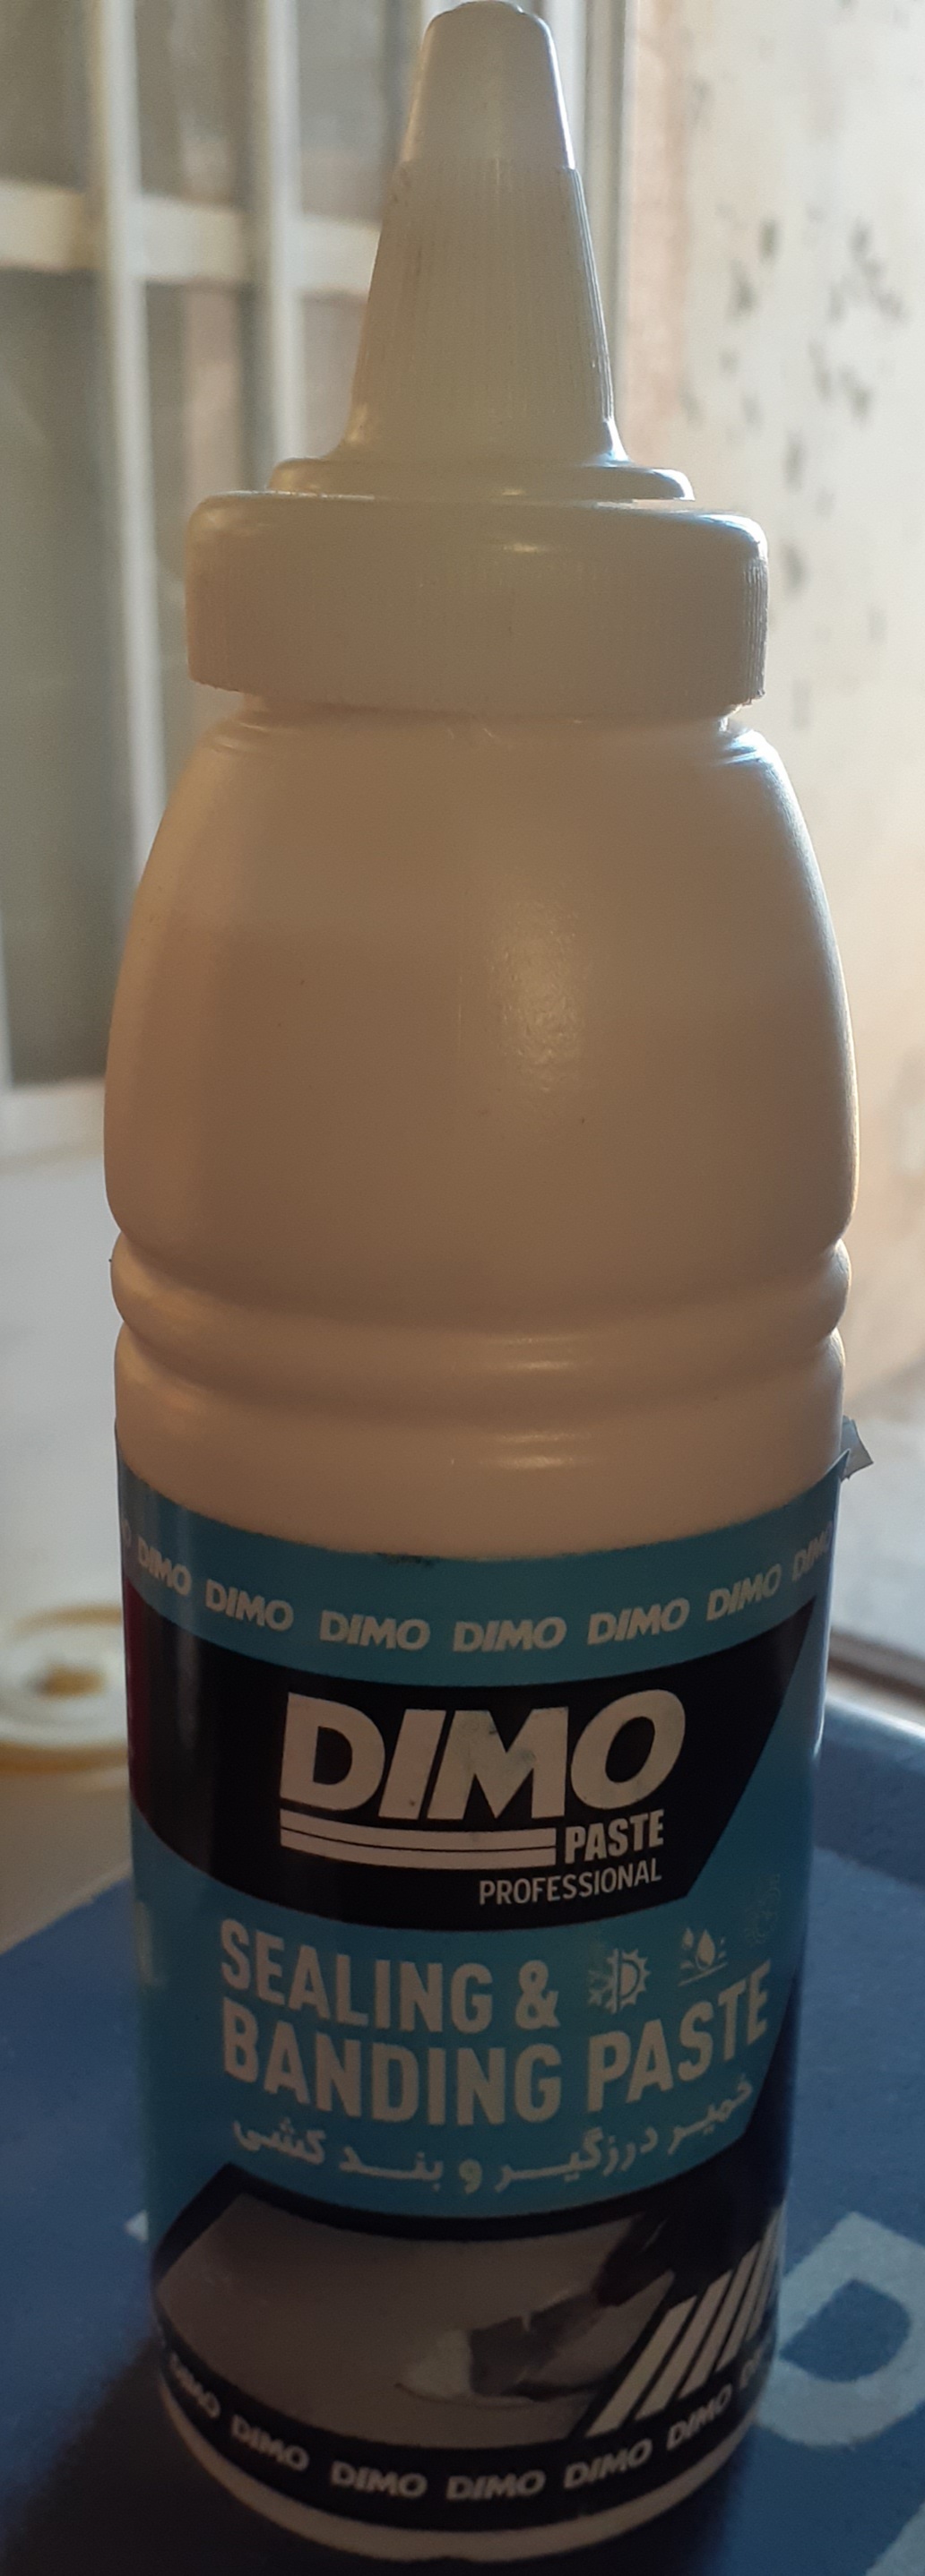 DIMO DIMO DIMO DIMO DIMO DIMO DIMO
DIMO
PASTE
PROFESSIONAL
SEALING &
BANDING PASTE
خمیر درزگیر و بند کشی
DIMO DIMO DIMO DIMO DIMO DIMO